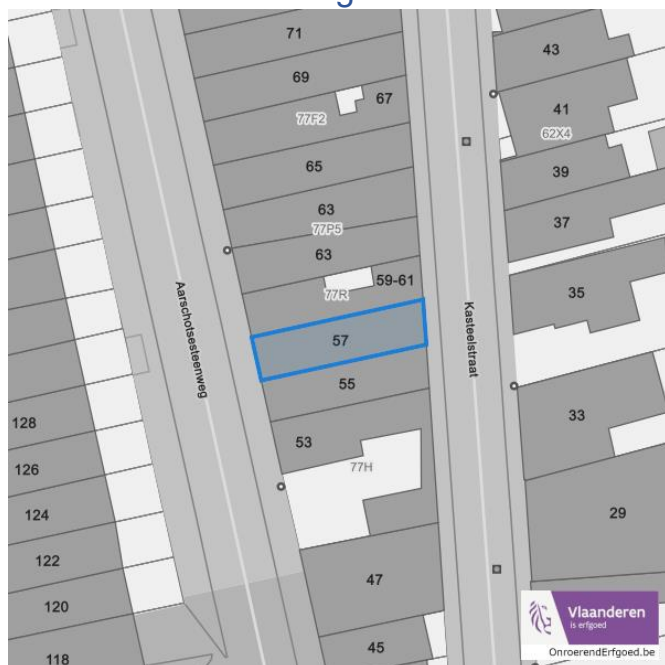 71
43
69
67
41
77F2
62X4
65
39
63
37
77P5
63
59-61
35
77R
Aarschotsesteenweg
57
Kasteelstraat
55
128
33
53
126
77H
124
29
122
47
120
Vlaanderen
is erfgoed
45
118
OnroerendErfgoed.be